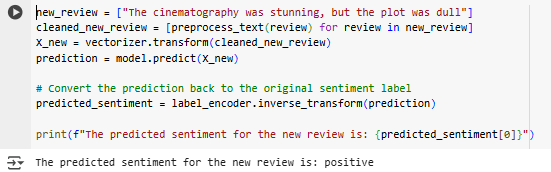 new_review = ["The cinematography was stunning, but the plot was dull"]
cleaned_new_review = [preprocess_text(review) for review in new_review]
X_new = vectorizer.transform(cleaned_new_review)
prediction = model.predict(X_new)
# Convert the prediction back to the original sentiment label
predicted_sentiment = label_encoder.inverse_transform(prediction)
print(f"The predicted sentiment for the new review is: {predicted_sentiment[0]}")
The predicted sentiment for the new review is: positive